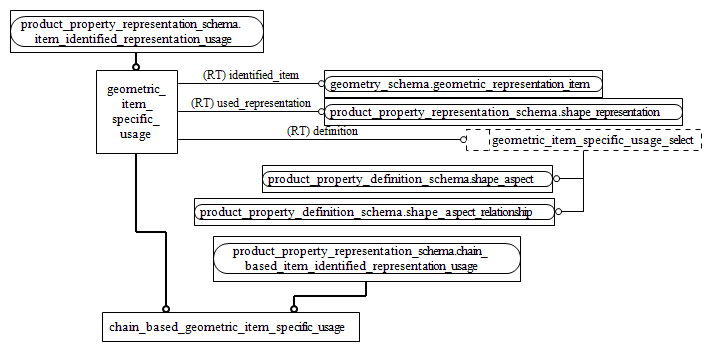 product_property_representation_schema.
item_identified_representation_usage
geometric_
item_
specific_
usage
(RT) identified_item
geometry_schema.geometric_representation_item
(RT) used_representation
product_property_representation_schema.shape_representation
(RT) definition
geometric_item_specific_usage_select
product_property_definition_schema.shape_aspect
product_property_definition_schema.shape_aspect_relationship
product_property_representation_schema.chain_
based_item_identified_representation_usage
chain_based_geometric_item_specific_usage